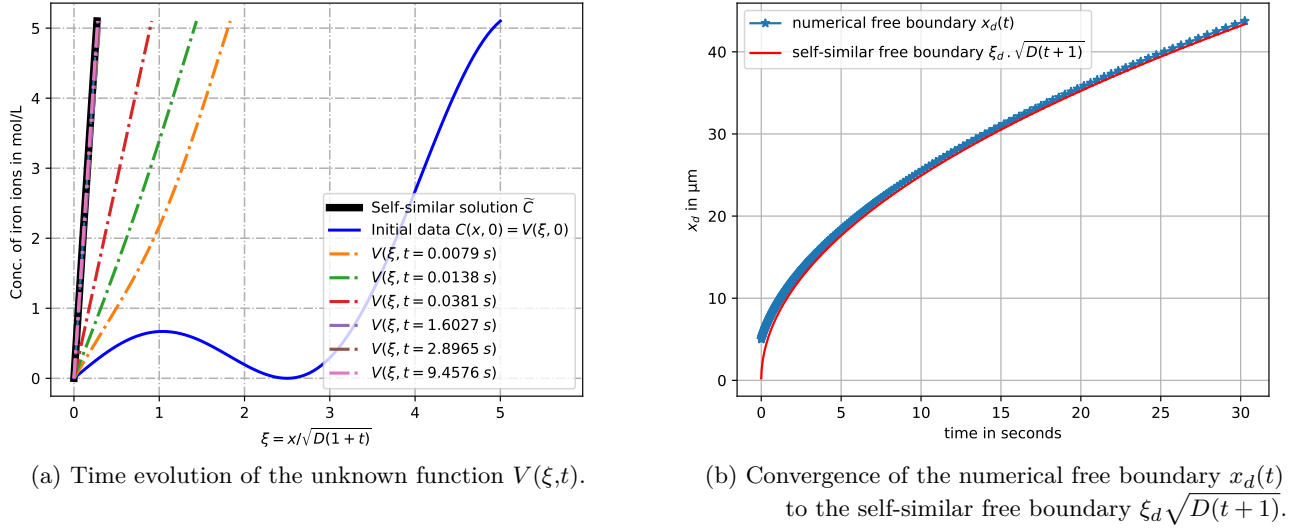 Conc. of iron ions in mol/L
5
4
3
2
1
0
0 1 2 3 4 5
ξ = x/√D(1 + t)
Self-similar solution C̃
Initial data C(x, 0) = V(ξ, 0)
V(ξ, t = 0.0079 s)
V(ξ, t = 0.0138 s)
V(ξ, t = 0.0381 s)
V(ξ, t = 1.6027 s)
V(ξ, t = 2.8965 s)
V(ξ, t = 9.4576 s)
(a) Time evolution of the unknown function V(ξ,t).
numerical free boundary x_d(t)
self-similar free boundary ξ_d.√D(t + 1)
x_d in μm
40
30
20
10
0
0 5 10 15 20 25 30
time in seconds
(b) Convergence of the numerical free boundary x_d(t)
to the self-similar free boundary ξ_d√D(t + 1).